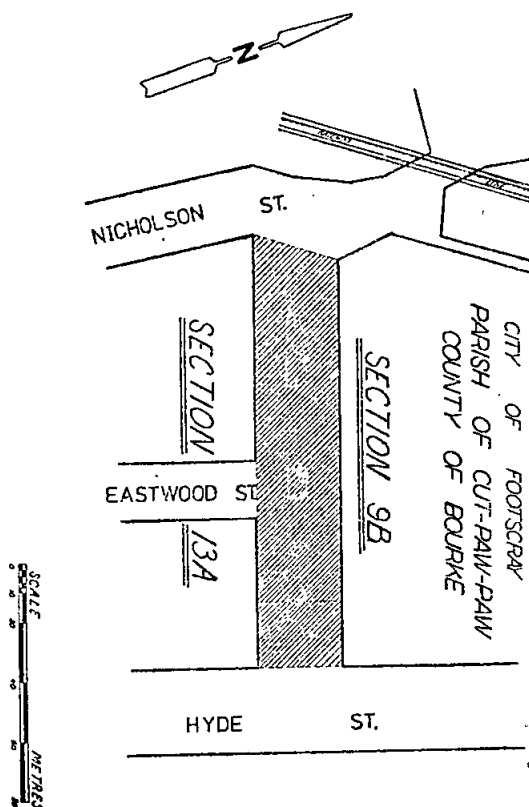 N
NICHOLSON ST.
CITY OF FOOTSCRAY
PARISH OF CUT-PAW-PAW
COUNTY OF BOURKE
SECTION 9B
SECTION 13A
EASTWOOD ST
HYDE ST.
SCALE
METRES